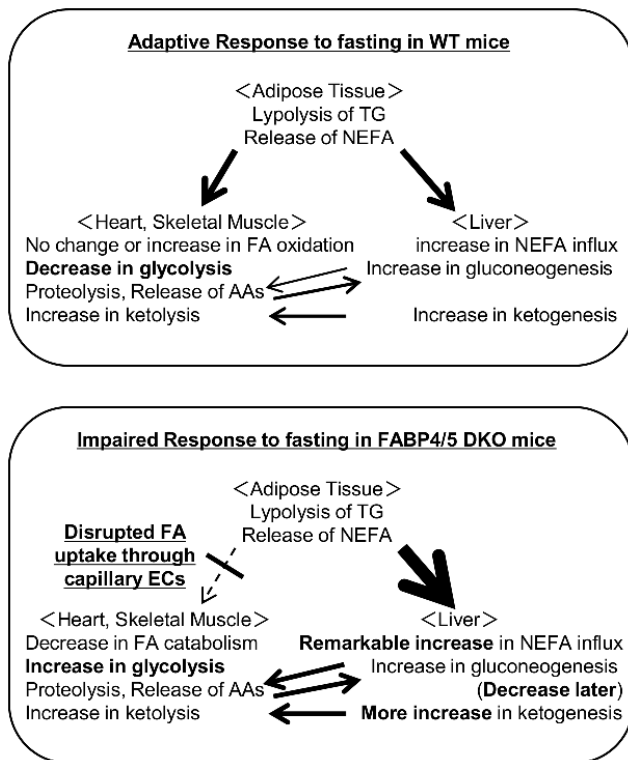 Adaptive Response to fasting in WT mice
<Adipose Tissue>
Lypolysis of TG
Release of NEFA
<Heart, Skeletal Muscle>
No change or increase in FA oxidation
Decrease in glycolysis
Proteolysis, Release of AAs
Increase in ketolysis
<Liver>
increase in NEFA influx
Increase in gluconeogenesis
Increase in ketogenesis
Impaired Response to fasting in FABP4/5 DKO mice
<Adipose Tissue>
Lypolysis of TG
Release of NEFA
Disrupted FA
uptake through
capillary ECs
<Heart, Skeletal Muscle>
Decrease in FA catabolism
Increase in glycolysis
Proteolysis, Release of AAs
Increase in ketolysis
<Liver>
Remarkable increase in NEFA influx
Increase in gluconeogenesis
(Decrease later)
More increase in ketogenesis